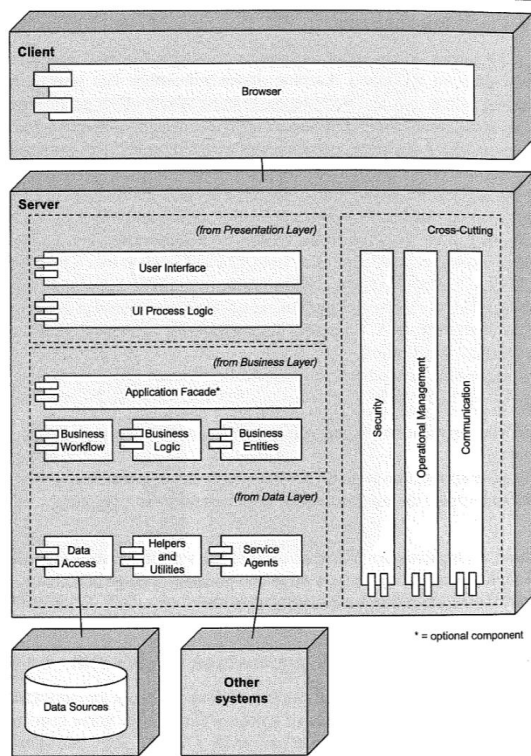 Client
Browser
Server
(from Presentation Layer)
User Interface
UI Process Logic
(from Business Layer)
Application Facade*
Business
Workflow
Business
Logic
Business
Entities
(from Data Layer)
Data
Access
Helpers
and
Utilities
Service
Agents
Cross-Cutting
Security
Operational Management
Communication
* = optional component
Data Sources
Other
systems